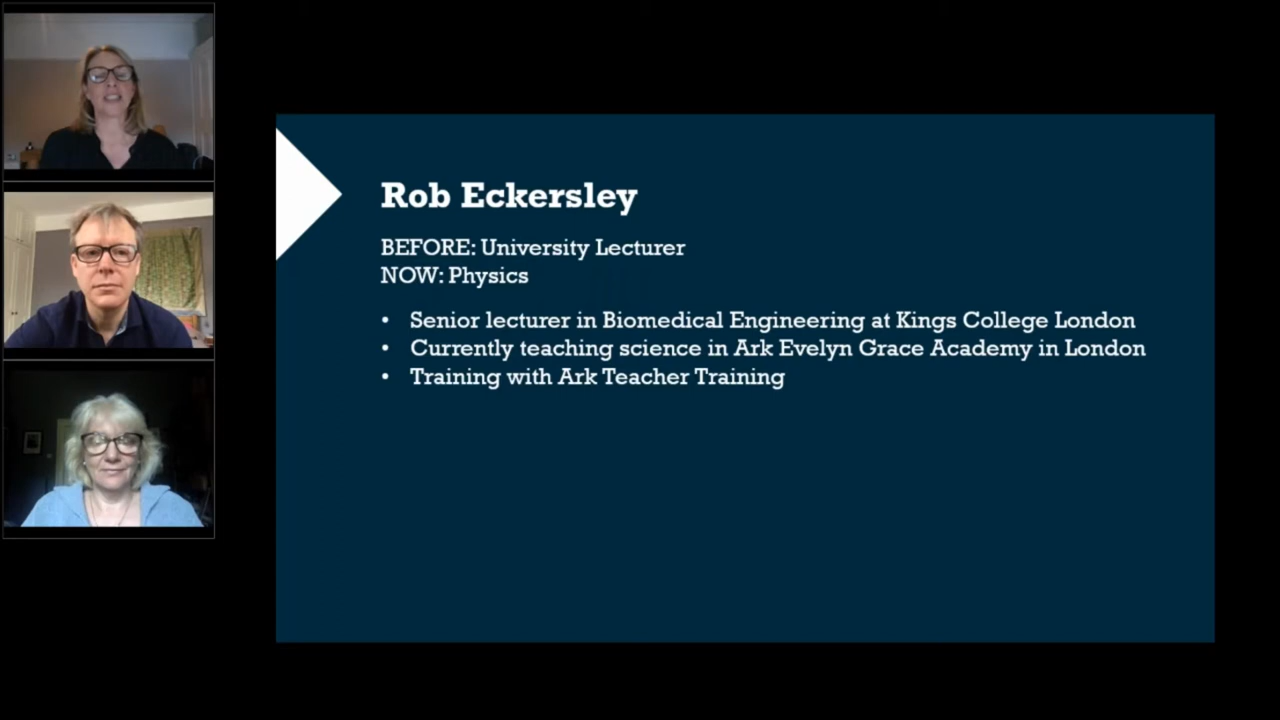 Rob Eckersley
BEFORE: University Lecturer
NOW: Physics
• Senior lecturer in Biomedical Engineering at Kings College London
• Currently teaching science in Ark Evelyn Grace Academy in London
• Training with Ark Teacher Training